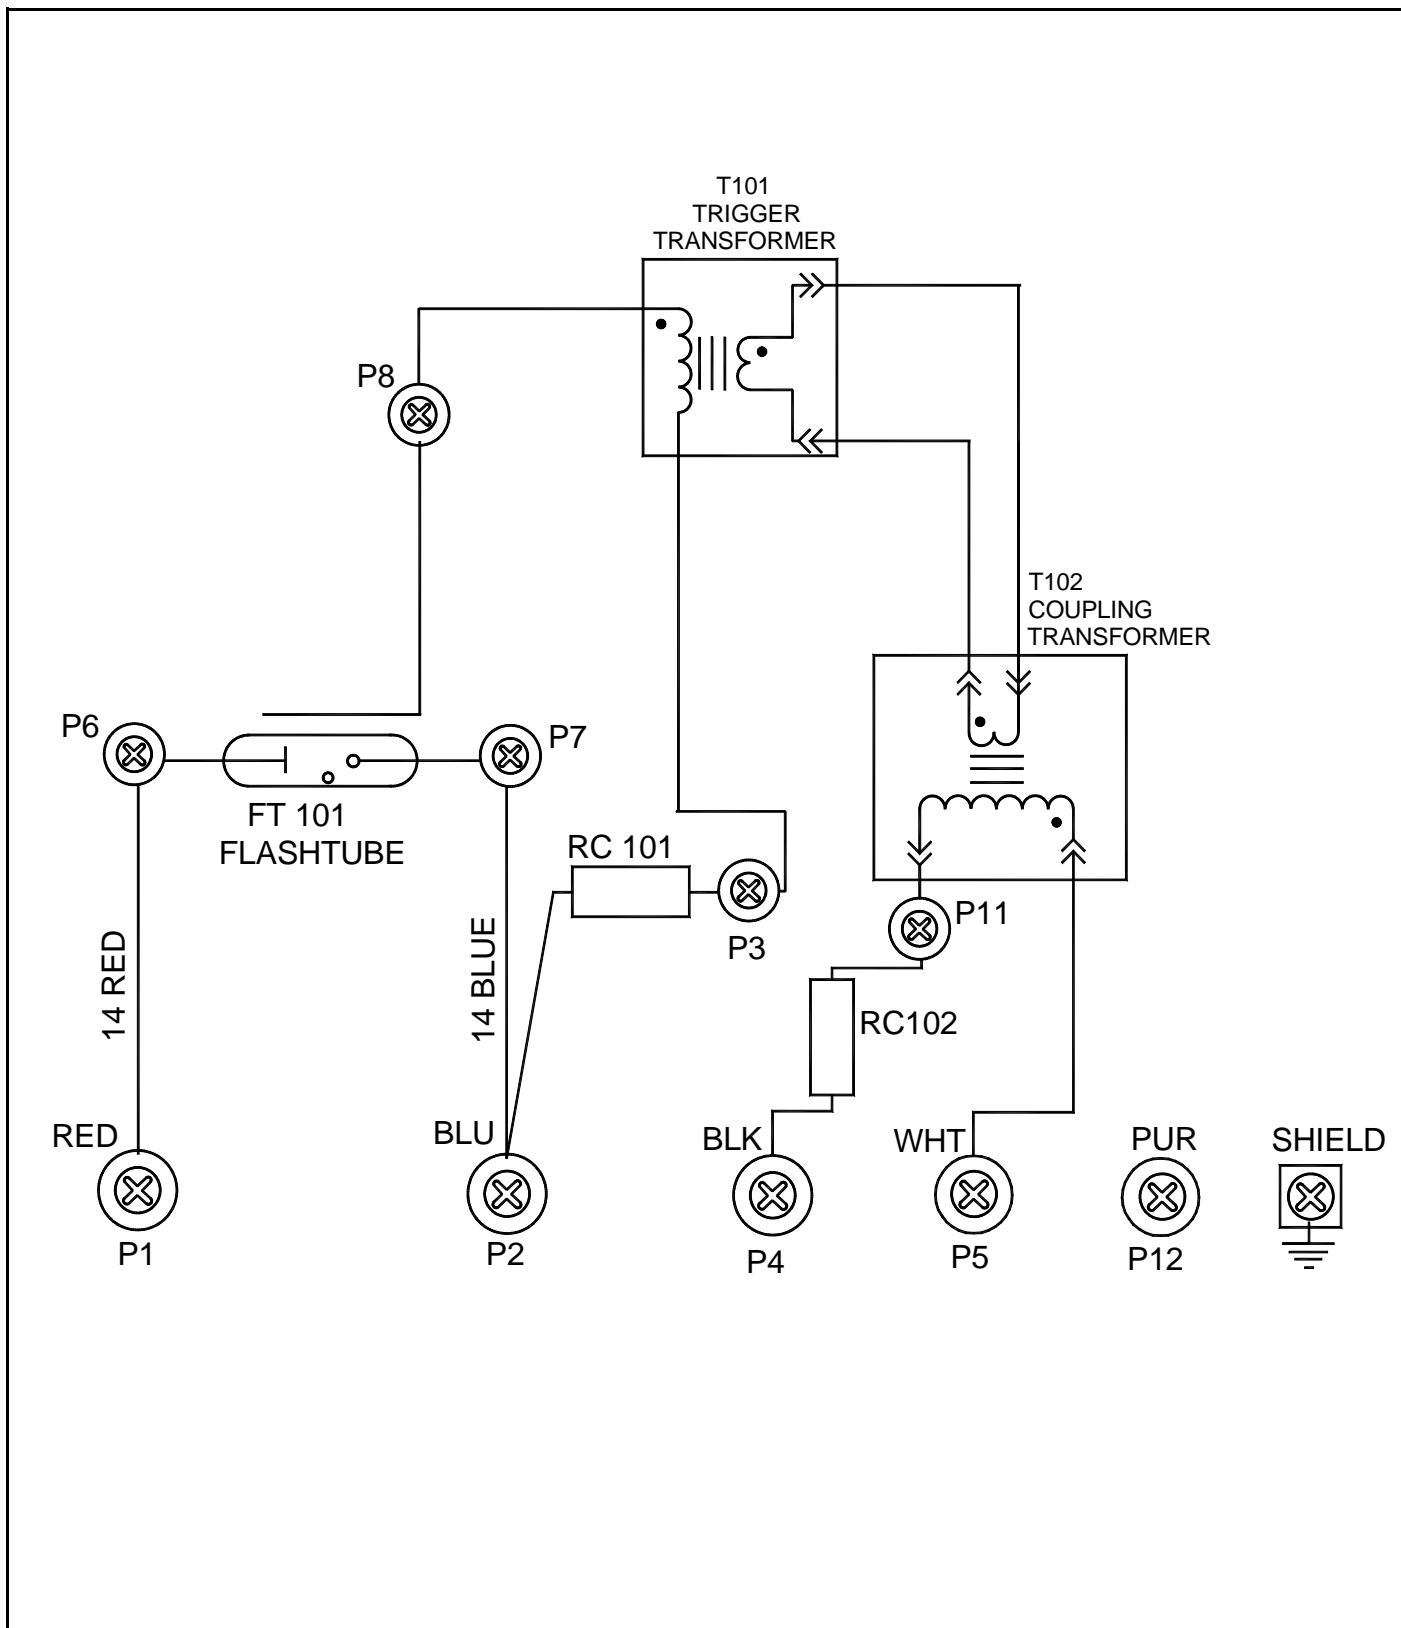 T101
TRIGGER
TRANSFORMER
P8
T102
COUPLING
TRANSFORMER
P6
P7
FT 101
FLASHTUBE
RC 101
P11
P3
14 RED
14 BLUE
RC102
RED
BLU
BLK
WHT
PUR
SHIELD
P1
P2
P4
P5
P12